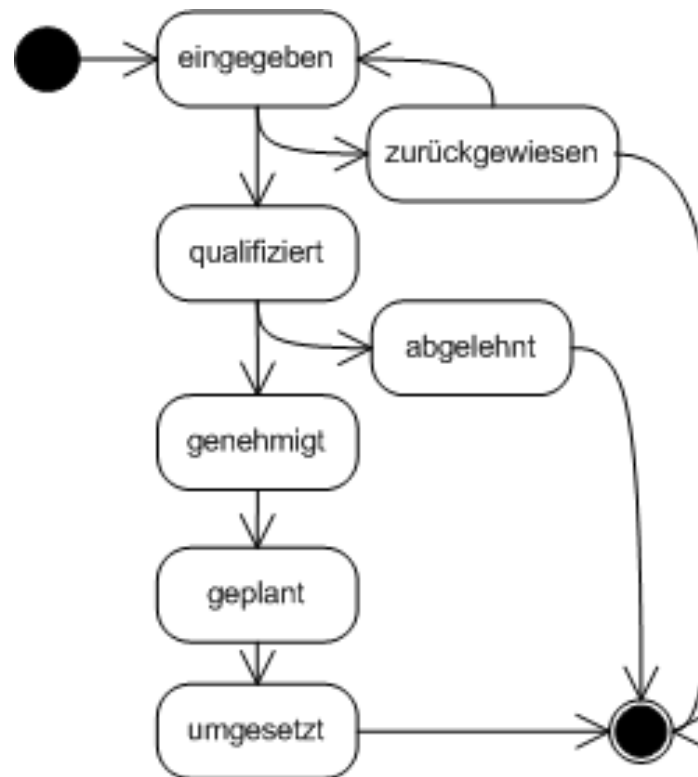 eingegeben
zurückgewiesen
qualifiziert
abgelehnt
genehmigt
geplant
umgesetzt